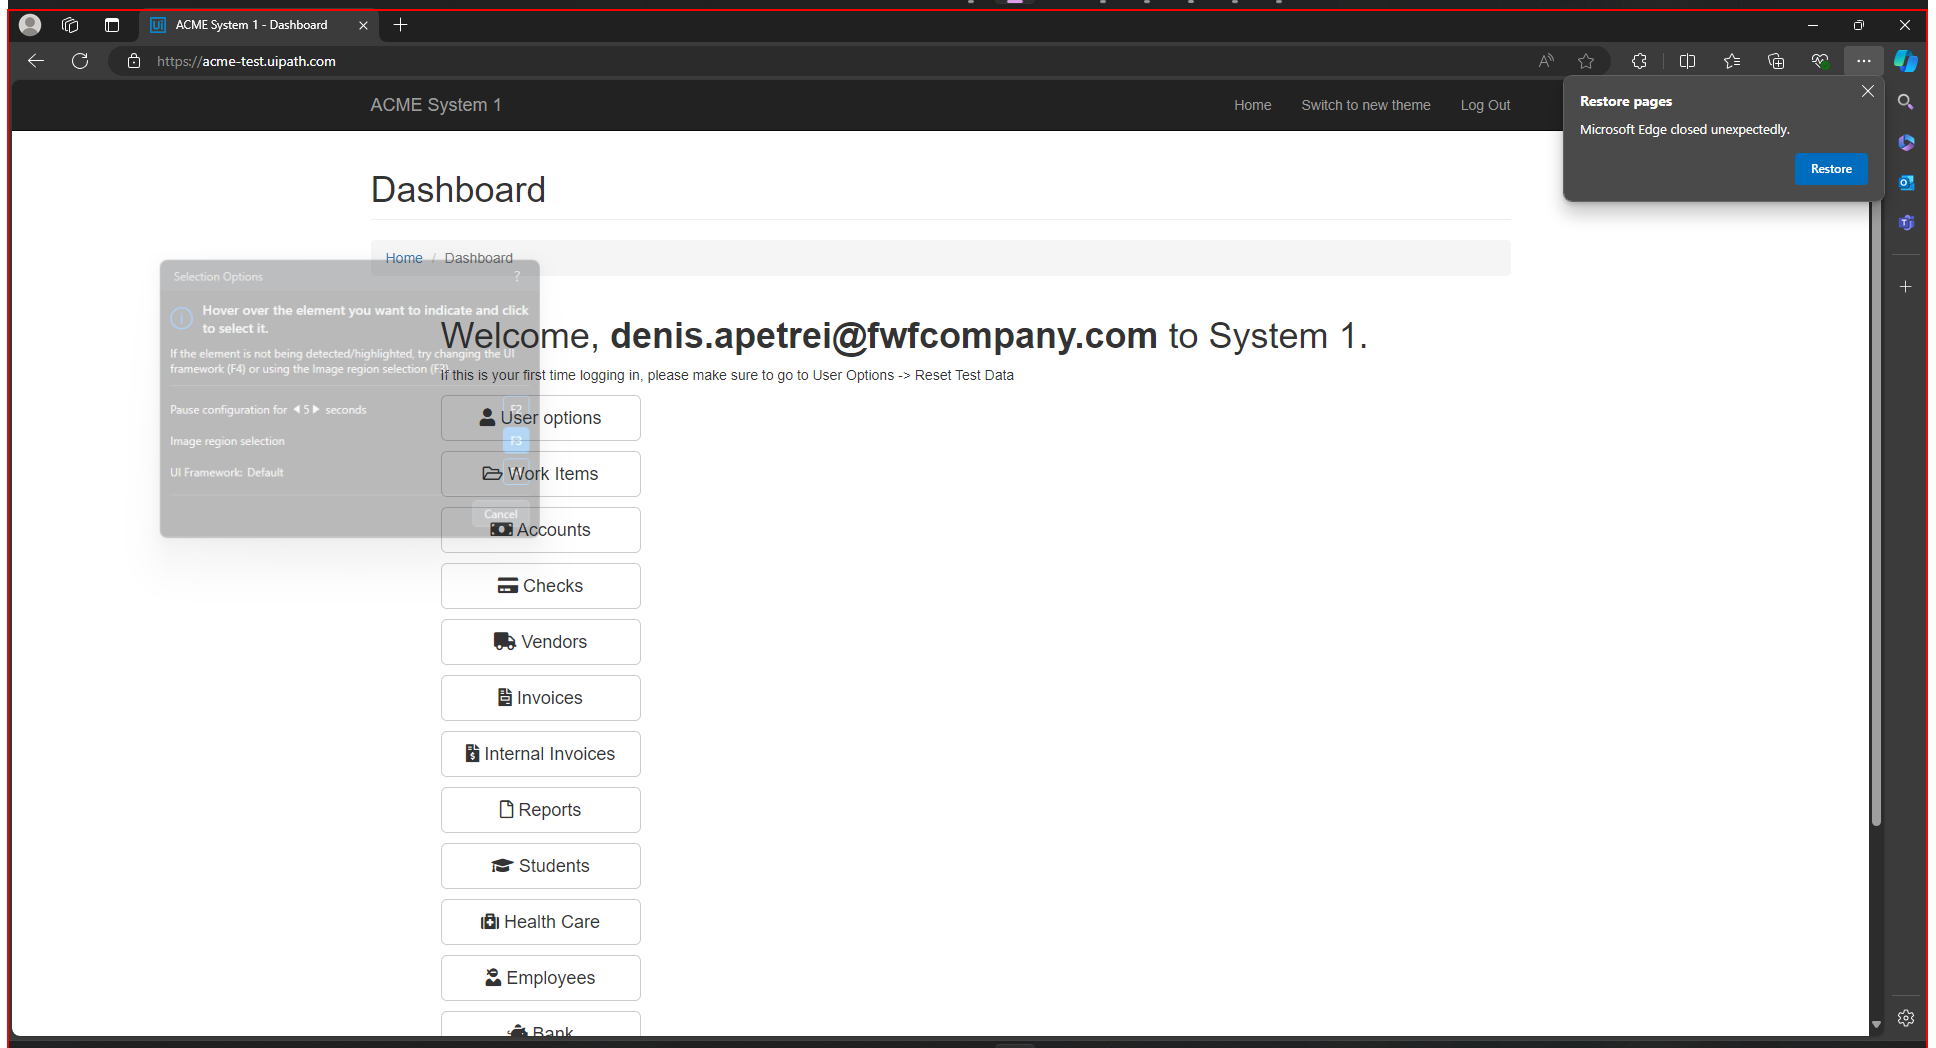 ACME System 1 - Dashboard
https://acme-test.uipath.com
ACME System 1
Home
Switch to new theme
Log Out
Restore pages
Microsoft Edge closed unexpectedly.
Restore
Dashboard
Home / Dashboard
Selection Options ?
Hover over the element you want to indicate and click
to select it.
If the element is not being detected/highlighted, try changing the UI
framework (F4) or using the Image region selection (F3)
Pause configuration for 5 seconds F2
Image region selection F3
UI Framework: Default
Cancel
Welcome, denis.apetrei@fwfcompany.com to System 1.
If this is your first time logging in, please make sure to go to User Options -> Reset Test Data
User options
Work Items
Accounts
Checks
Vendors
Invoices
Internal Invoices
Reports
Students
Health Care
Employees
Bank